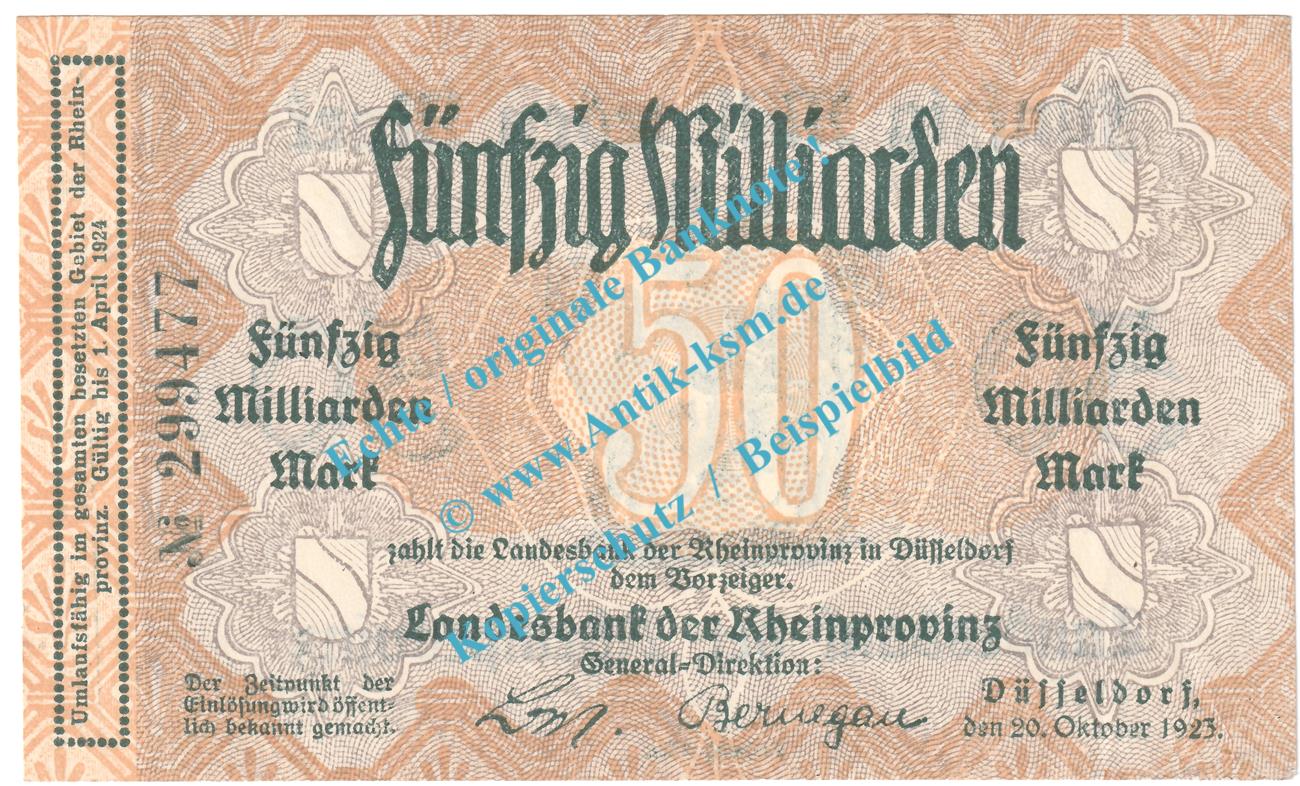 Umlaufsfähig im gesamten besetzten Gebiet der Rhein-
provinz. Gültig bis 1. April 1924
№ 299477
Fünfzig Milliarden
50
Fünfzig
Milliarden
Mark
Fünfzig
Milliarden
Mark
zahlt die Landesbank der Rheinprovinz in Düsseldorf
dem Vorzeiger.
Landesbank der Rheinprovinz
General-Direktion:
Der Zeitpunkt der
Einlösung wird öffent-
lich bekannt gemacht.
Bernegau
Düsseldorf,
den 20. Oktober 1923.
Echte / originale Banknote !
© www.Antik-ksm.de
Kopierschutz / Beispielbild